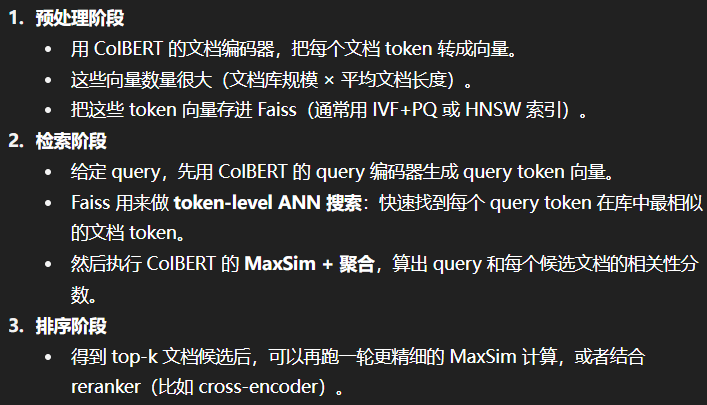 1. 预处理阶段
• 用 ColBERT 的文档编码器，把每个文档 token 转成向量。
• 这些向量数量很大（文档库规模 × 平均文档长度）。
• 把这些 token 向量存进 Faiss（通常用 IVF+PQ 或 HNSW 索引）。
2. 检索阶段
• 给定 query，先用 ColBERT 的 query 编码器生成 query token 向量。
• Faiss 用来做 token-level ANN 搜索：快速找到每个 query token 在库中最相似
的文档 token。
• 然后执行 ColBERT 的 MaxSim + 聚合，算出 query 和每个候选文档的相关性分
数。
3. 排序阶段
• 得到 top-k 文档候选后，可以再跑一轮更精细的 MaxSim 计算，或者结合
reranker（比如 cross-encoder）。